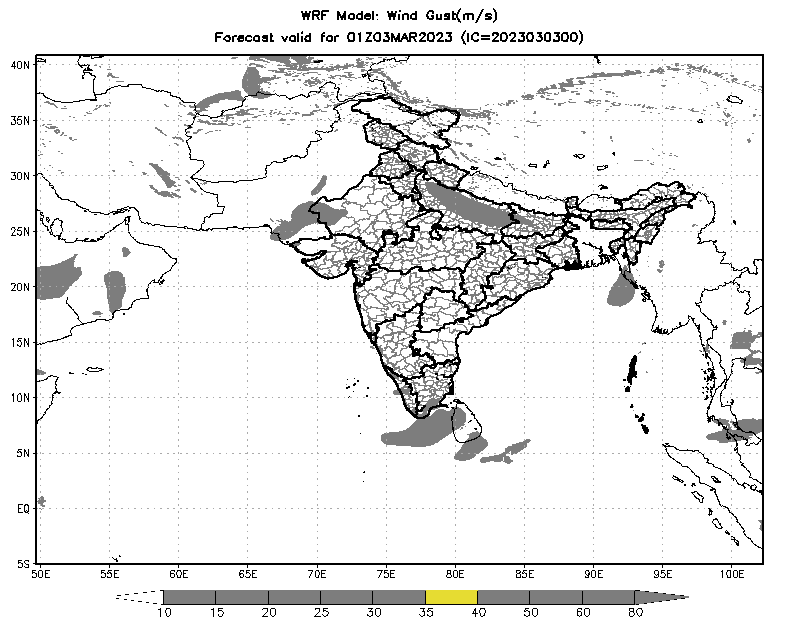 WRF Model: Wind Gust(m/s)
Forecast valid for 01Z03MAR2023 (IC=2023030300)
40N
35N
30N
25N
20N
15N
10N
5N
EQ
5S
50E 55E 60E 65E 70E 75E 80E 85E 90E 95E 100E
10 15 20 25 30 35 40 50 60 80